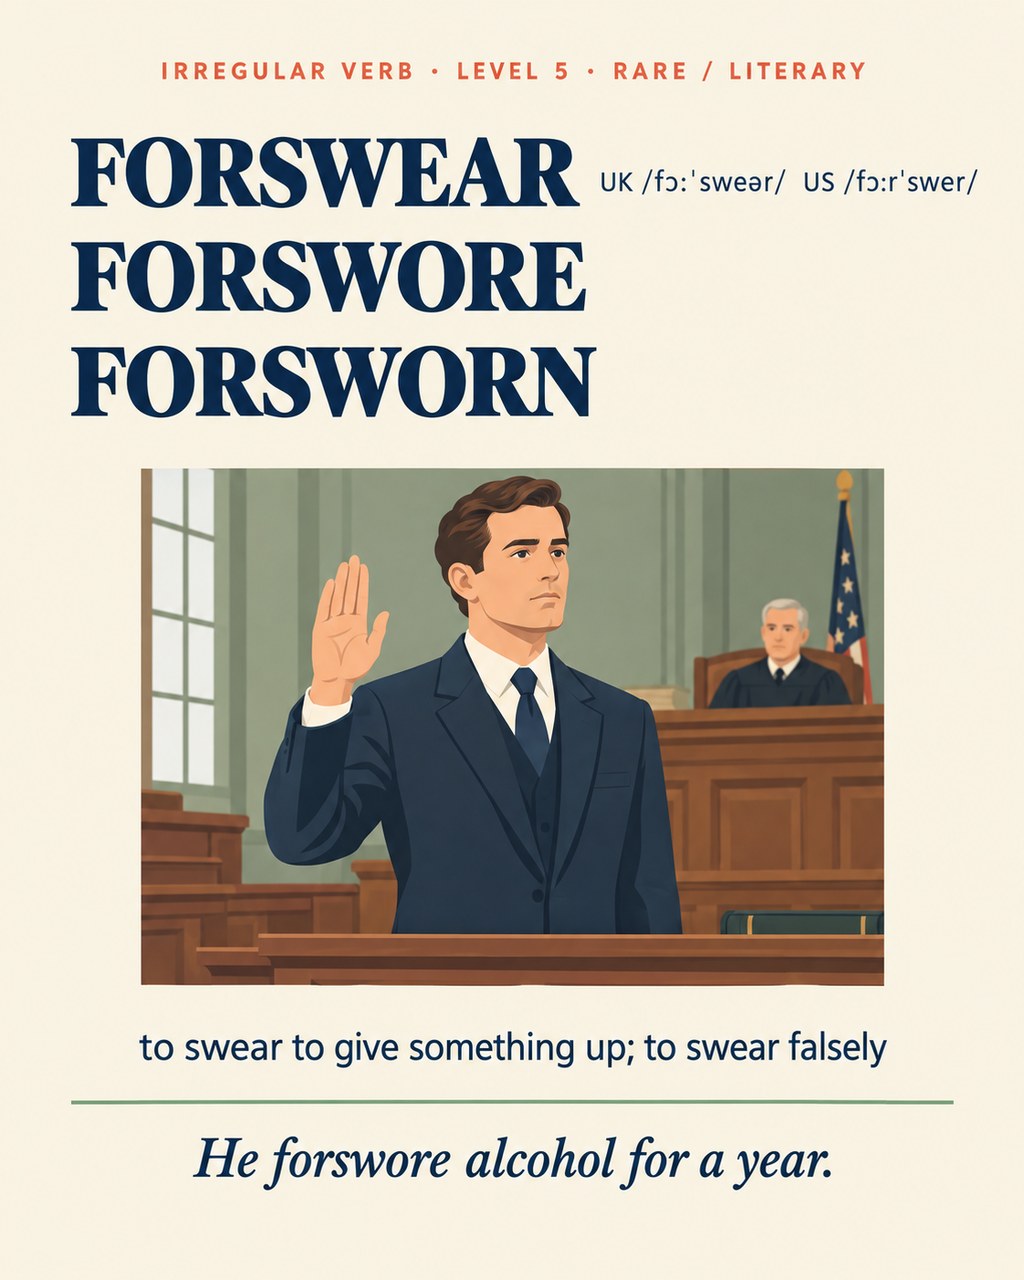 IRREGULAR VERB · LEVEL 5 · RARE / LITERARY
FORSWEAR UK /fɔːˈsweər/ US /fɔːrˈswer/
FORSWORE
FORSWORN
to swear to give something up; to swear falsely
He forswore alcohol for a year.